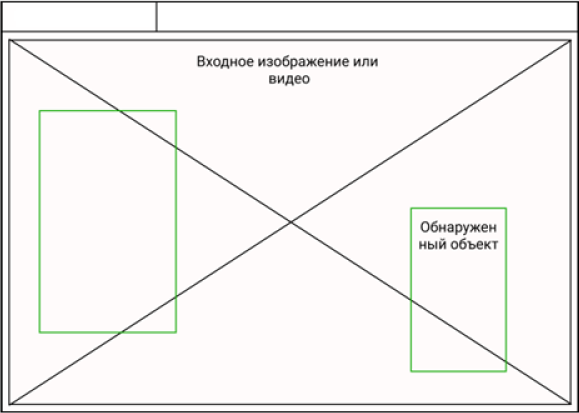 Входное изображение или
видео
Обнаружен
ный объект